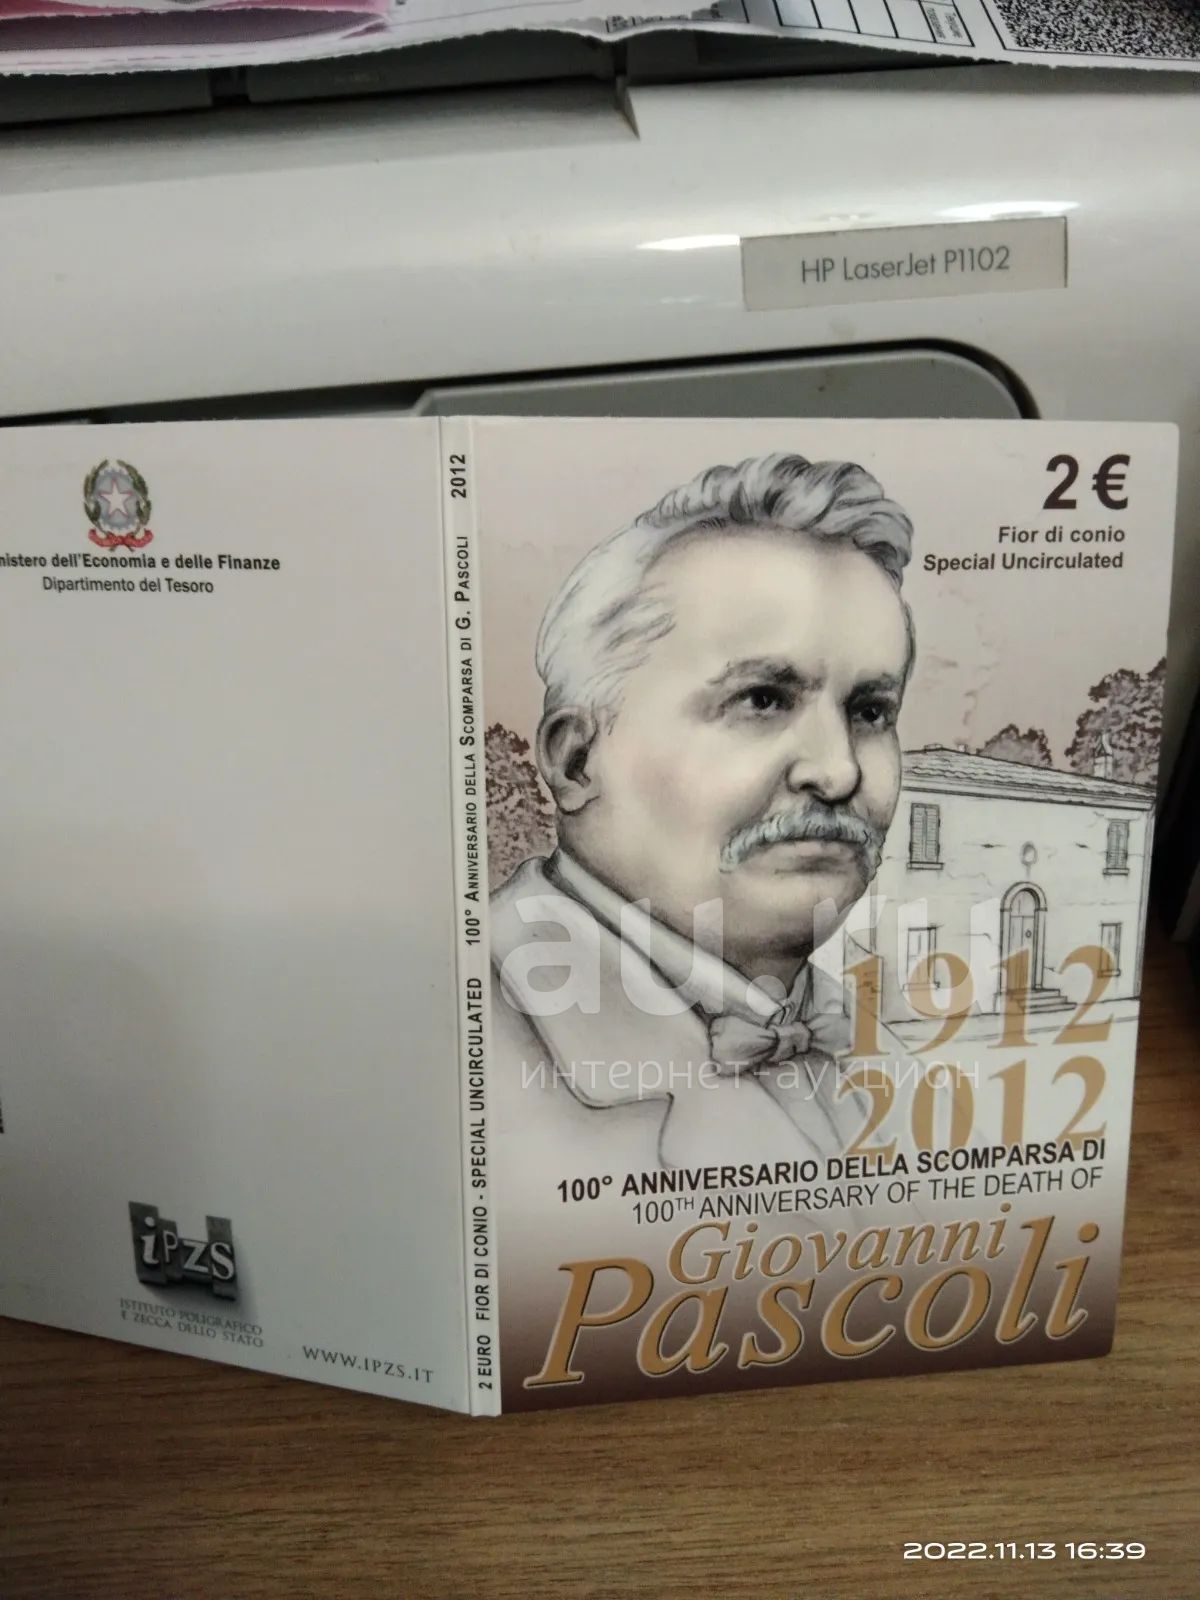 HP LaserJet P1102
dell'Economia e delle Finanze
Dipartimento del Tesoro
iPZS
ISTITUTO POLIGRAFICO
E ZECCA DELLO STATO
WWW.IPZS.IT
2 EURO FIOR DI CONIO - SPECIAL UNCIRCULATED 100° ANNIVERSARIO DELLA SCOMPARSA DI G. PASCOLI 2012
2 €
Fior di conio
Special Uncirculated
1912
2012
100° ANNIVERSARIO DELLA SCOMPARSA DI
100TH ANNIVERSARY OF THE DEATH OF
Giovanni
Pascoli
au.ru
интернет-аукцион
2022.11.13 16:39